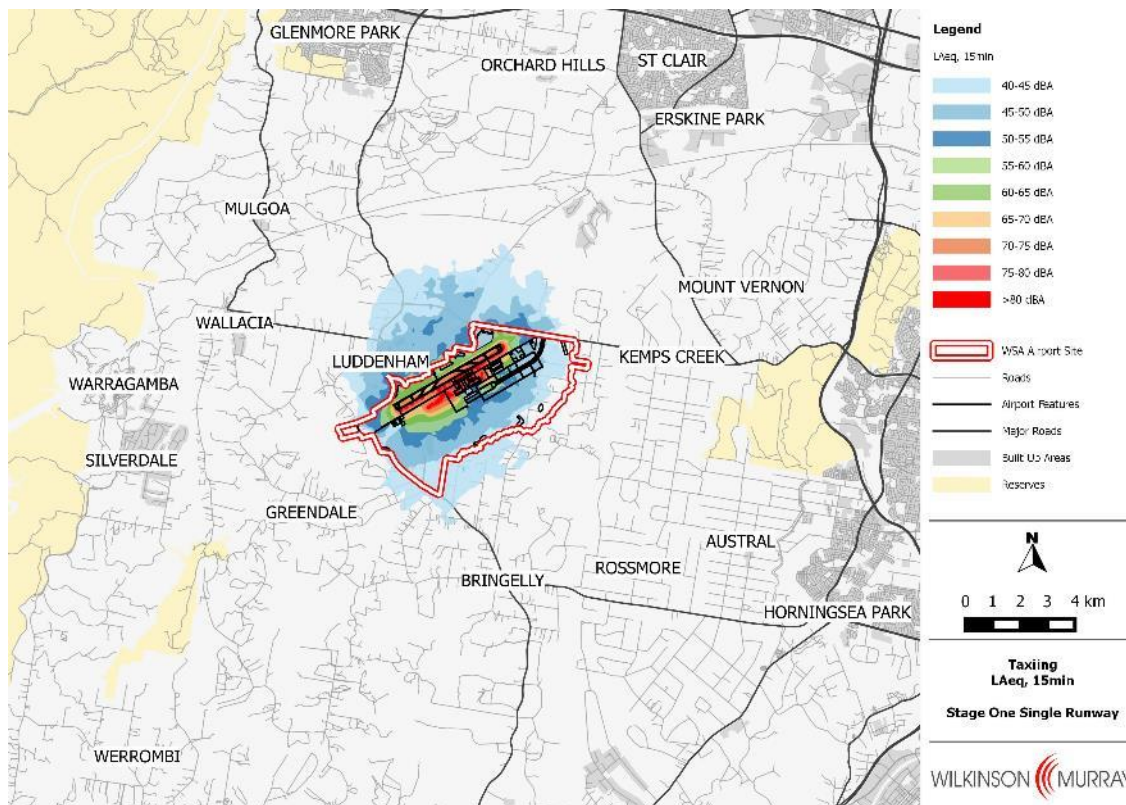 GLENMORE PARK
ORCHARD HILLS
ST CLAIR
ERSKINE PARK
MULGOA
MOUNT VERNON
WALLACIA
LUDDENHAM
KEMPS CREEK
WARRAGAMBA
SILVERDALE
GREENDALE
AUSTRAL
ROSSMORE
BRINGELLY
HORNINGSEA PARK
WERROMBI
Legend
LAeq, 15min
40-45 dBA
45-50 dBA
50-55 dBA
55-60 dBA
60-65 dBA
65-70 dBA
70-75 dBA
75-80 dBA
>80 dBA
WSA Airport Site
Roads
Airport Features
Major Roads
Built Up Areas
Reserves
N
0 1 2 3 4 km
Taxiing
LAeq, 15min
Stage One Single Runway
WILKINSON MURRAY